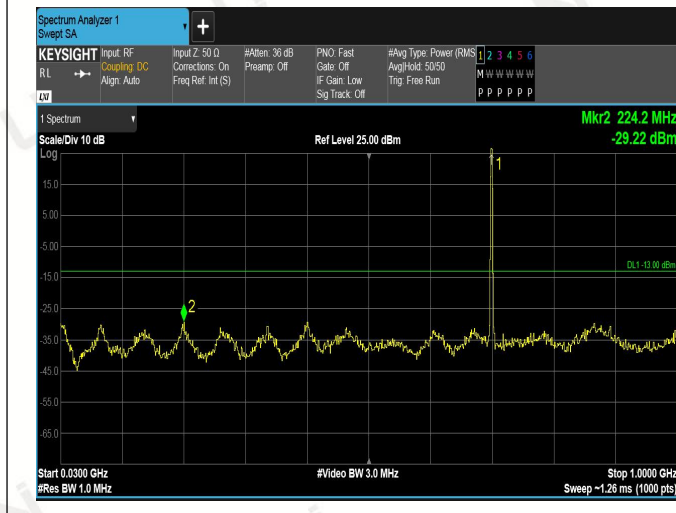 Spectrum Analyzer 1
Swept SA
+
KEYSIGHT Input: RF Input Z: 50 Ω #Atten: 36 dB PNO: Fast #Avg Type: Power (RMS 1 2 3 4 5 6
RL Coupling: DC Corrections: On Preamp: Off Gate: Off Avg|Hold: 50/50 M W W W W W
Align: Auto Freq Ref: Int (S) IF Gain: Low Trig: Free Run
LXI Sig Track: Off P P P P P P
1 Spectrum Mkr2 224.2 MHz
Scale/Div 10 dB Ref Level 25.00 dBm -29.22 dBm
Log
1
15.0
5.00
-5.00
DL1 -13.00 dBm
-15.0
-25.0
2
-35.0
-45.0
-55.0
-65.0
Start 0.0300 GHz #Video BW 3.0 MHz Stop 1.0000 GHz
#Res BW 1.0 MHz Sweep ~1.26 ms (1000 pts)